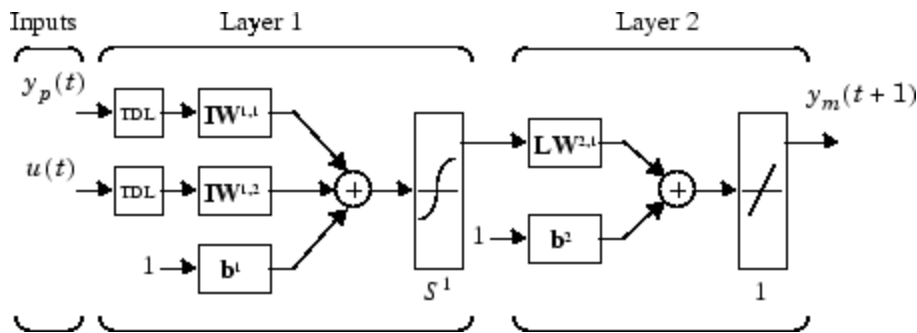 Inputs Layer 1 Layer 2
y_p(t) y_m(t+1)
TDL IW^{1,1} LW^{2,1}
u(t)
TDL IW^{1,2}
1 b^1 1 b^2
S^1 1